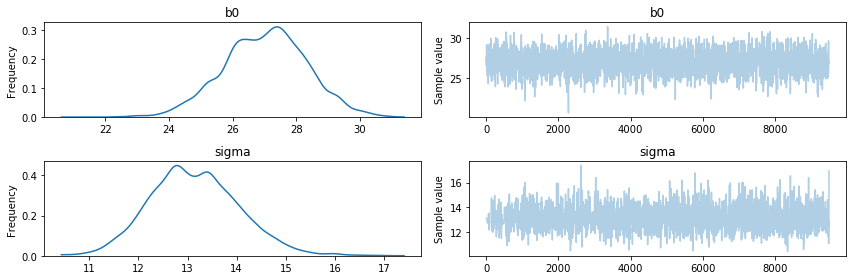 b0
Frequency
0.3
0.2
0.1
0.0
22 24 26 28 30
b0
Sample value
30
25
0 2000 4000 6000 8000
sigma
Frequency
0.4
0.2
0.0
11 12 13 14 15 16 17
sigma
Sample value
16
14
12
0 2000 4000 6000 8000